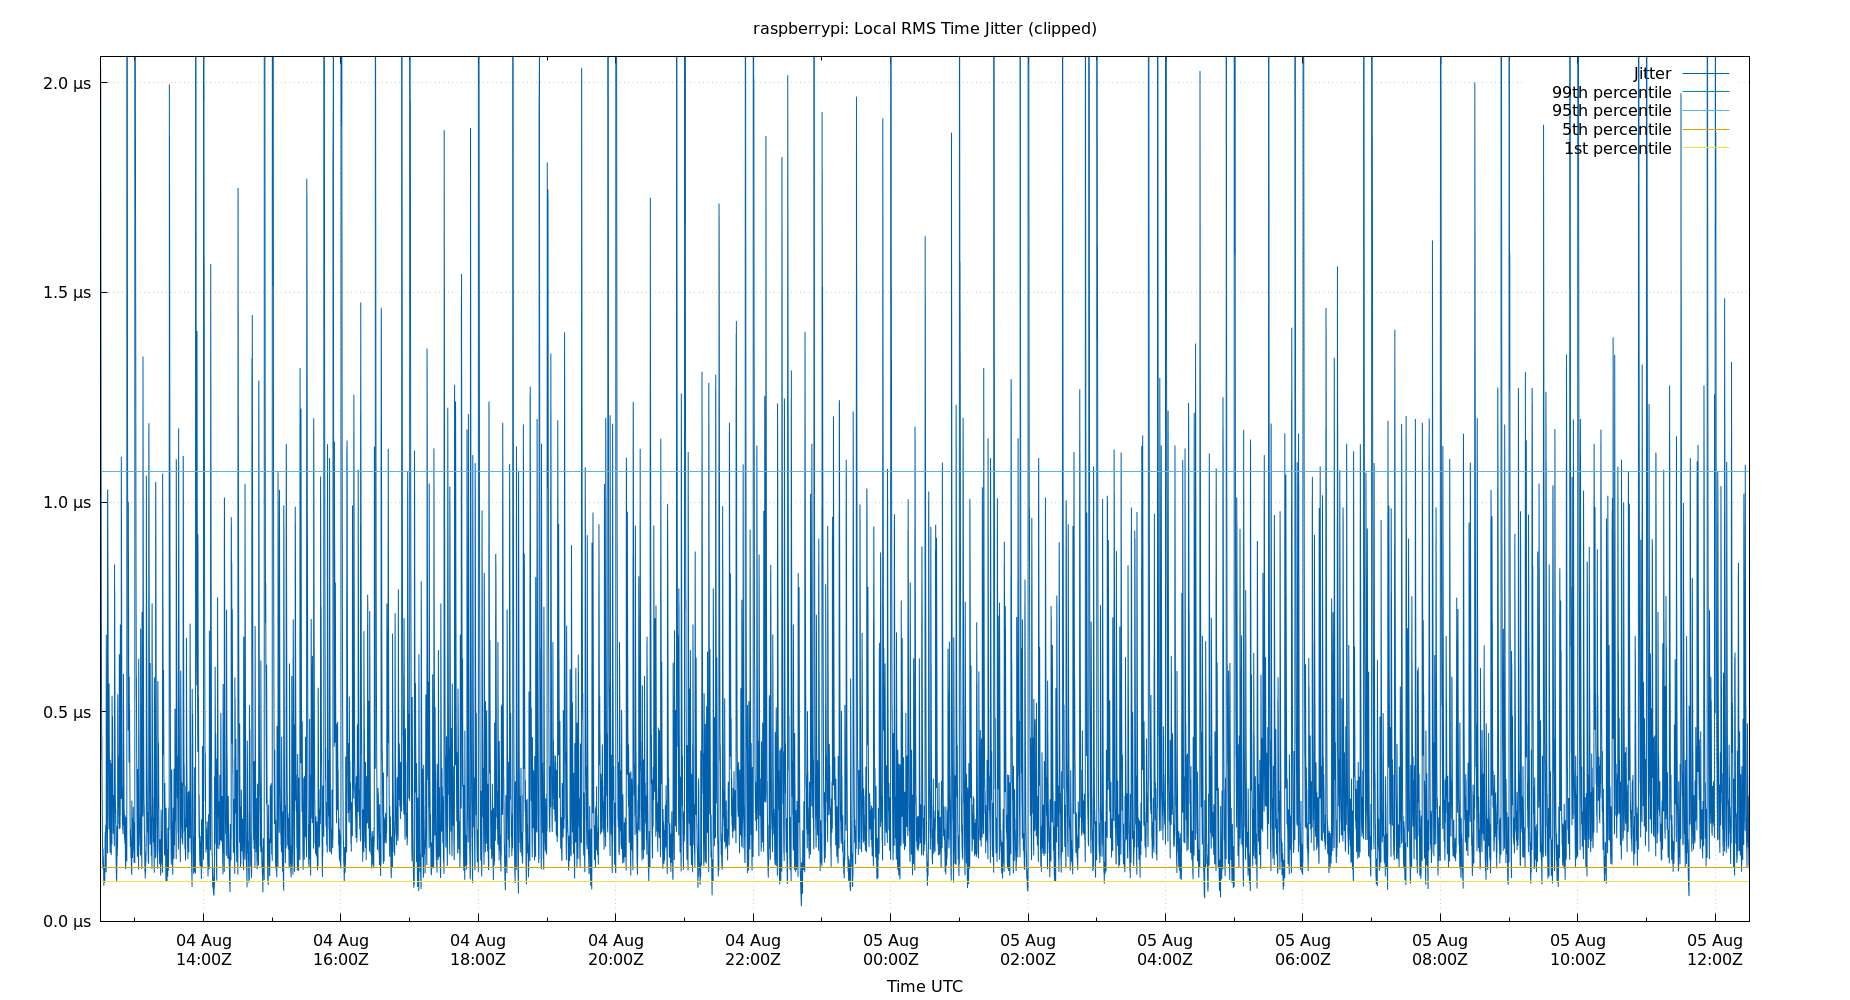 raspberrypi: Local RMS Time Jitter (clipped)
2.0 μs
1.5 μs
1.0 μs
0.5 μs
0.0 μs
Jitter
99th percentile
95th percentile
5th percentile
1st percentile
04 Aug
14:00Z
04 Aug
16:00Z
04 Aug
18:00Z
04 Aug
20:00Z
04 Aug
22:00Z
05 Aug
00:00Z
05 Aug
02:00Z
05 Aug
04:00Z
05 Aug
06:00Z
05 Aug
08:00Z
05 Aug
10:00Z
05 Aug
12:00Z
Time UTC